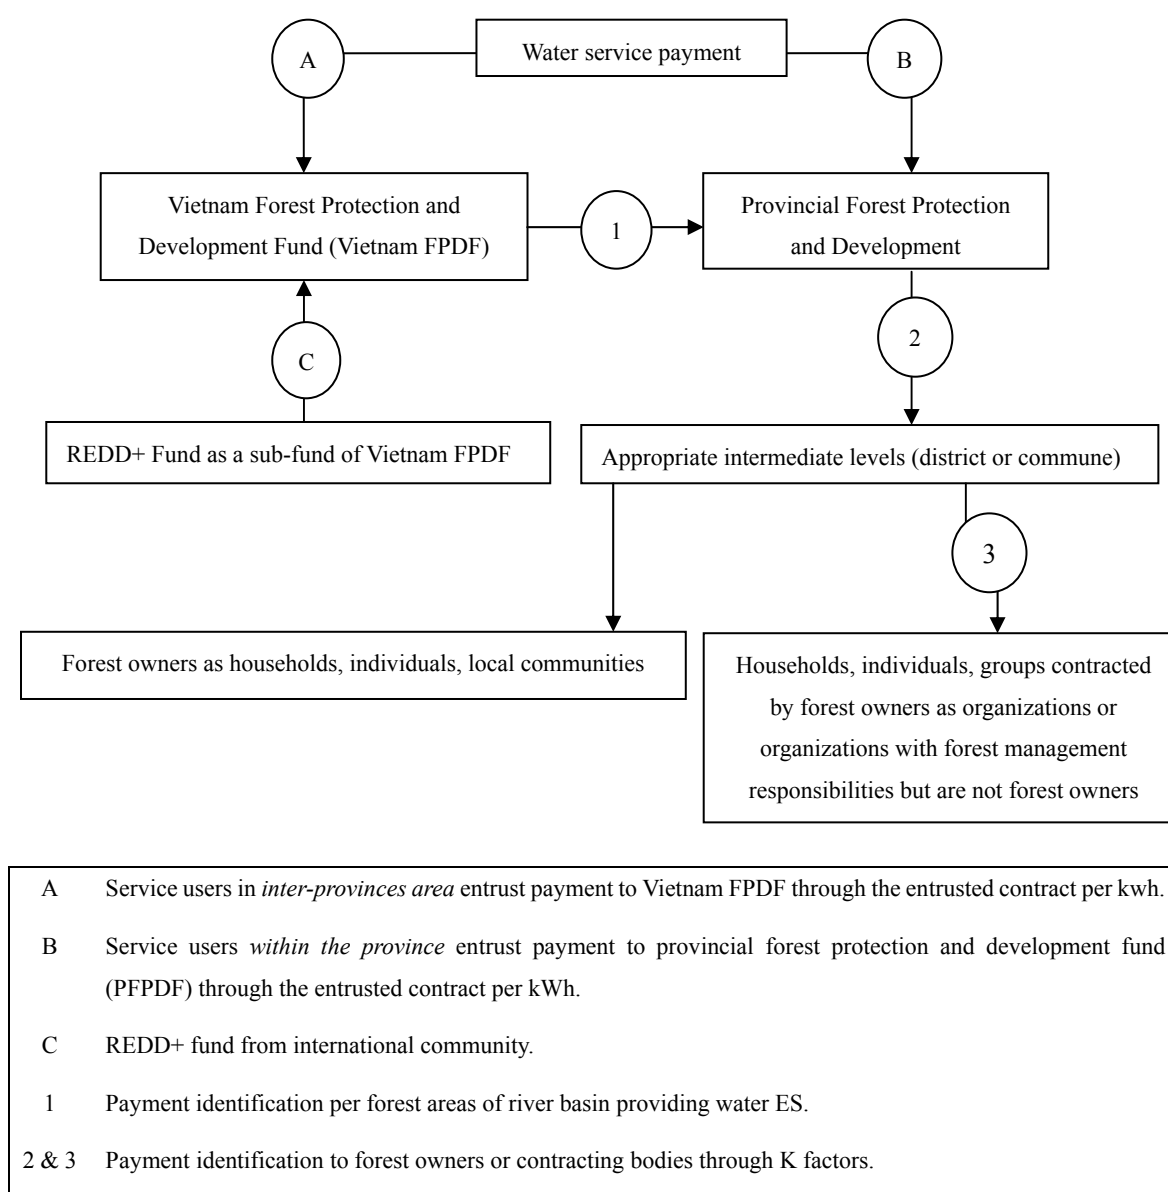 A
Water service payment
B
Vietnam Forest Protection and
Development Fund (Vietnam FPDF)
1
Provincial Forest Protection
and Development
C
2
REDD+ Fund as a sub-fund of Vietnam FPDF
Appropriate intermediate levels (district or commune)
3
Forest owners as households, individuals, local communities
Households, individuals, groups contracted
by forest owners as organizations or
organizations with forest management
responsibilities but are not forest owners
A Service users in inter-provinces area entrust payment to Vietnam FPDF through the entrusted contract per kwh.
B Service users within the province entrust payment to provincial forest protection and development fund
(PFPDF) through the entrusted contract per kWh.
C REDD+ fund from international community.
1 Payment identification per forest areas of river basin providing water ES.
2 & 3 Payment identification to forest owners or contracting bodies through K factors.